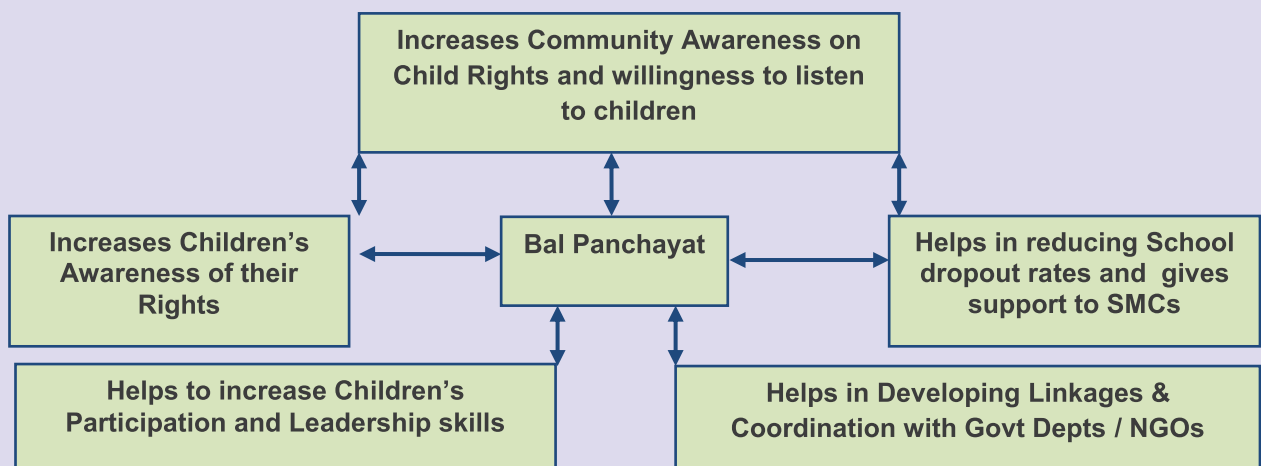 Increases Community Awareness on
Child Rights and willingness to listen
to children
Increases Children’s
Awareness of their
Rights
Bal Panchayat
Helps in reducing School
dropout rates and  gives
support to SMCs
Helps to increase Children’s
Participation and Leadership skills
Helps in Developing Linkages &
Coordination with Govt Depts / NGOs